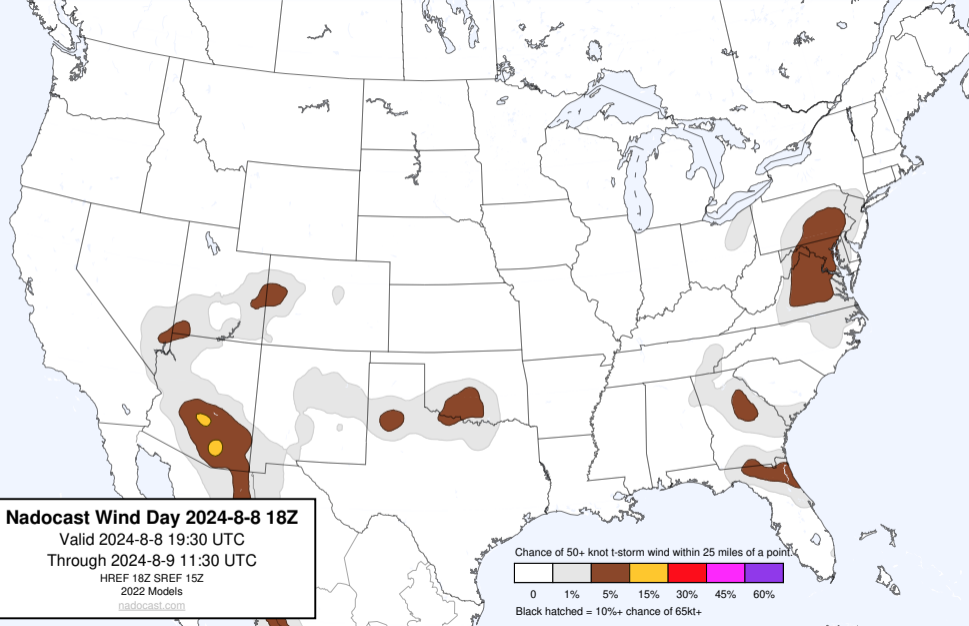 Nadocast Wind Day 2024-8-8 18Z
Valid 2024-8-8 19:30 UTC
Through 2024-8-9 11:30 UTC
HREF 18Z SREF 15Z
2022 Models
nadocast.com
Chance of 50+ knot t-storm wind within 25 miles of a point.
0 1% 5% 15% 30% 45% 60%
Black hatched = 10%+ chance of 65kt+